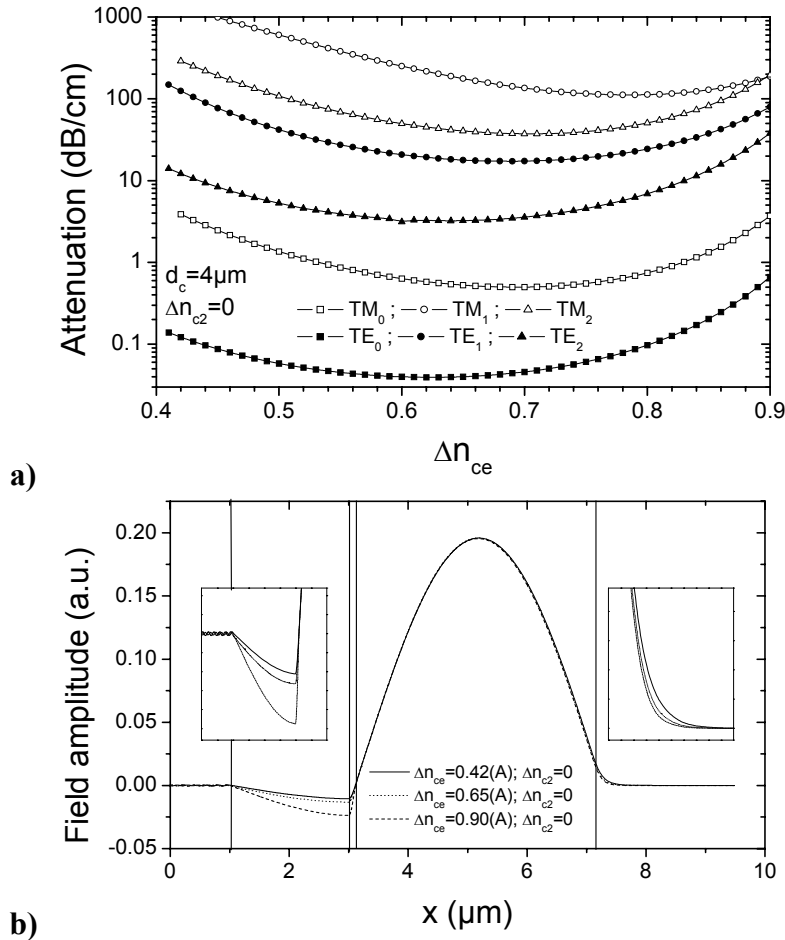 1000
100
10
1
0.1
Attenuation (dB/cm)
d_c=4μm
Δn_c2=0
TM_0 ; TM_1 ; TM_2
TE_0 ; TE_1 ; TE_2
0.4 0.5 0.6 0.7 0.8 0.9
Δn_ce
a)
0.20
0.15
0.10
0.05
0.00
-0.05
Field amplitude (a.u.)
Δn_ce=0.42(A); Δn_c2=0
Δn_ce=0.65(A); Δn_c2=0
Δn_ce=0.90(A); Δn_c2=0
0 2 4 6 8 10
x (μm)
b)